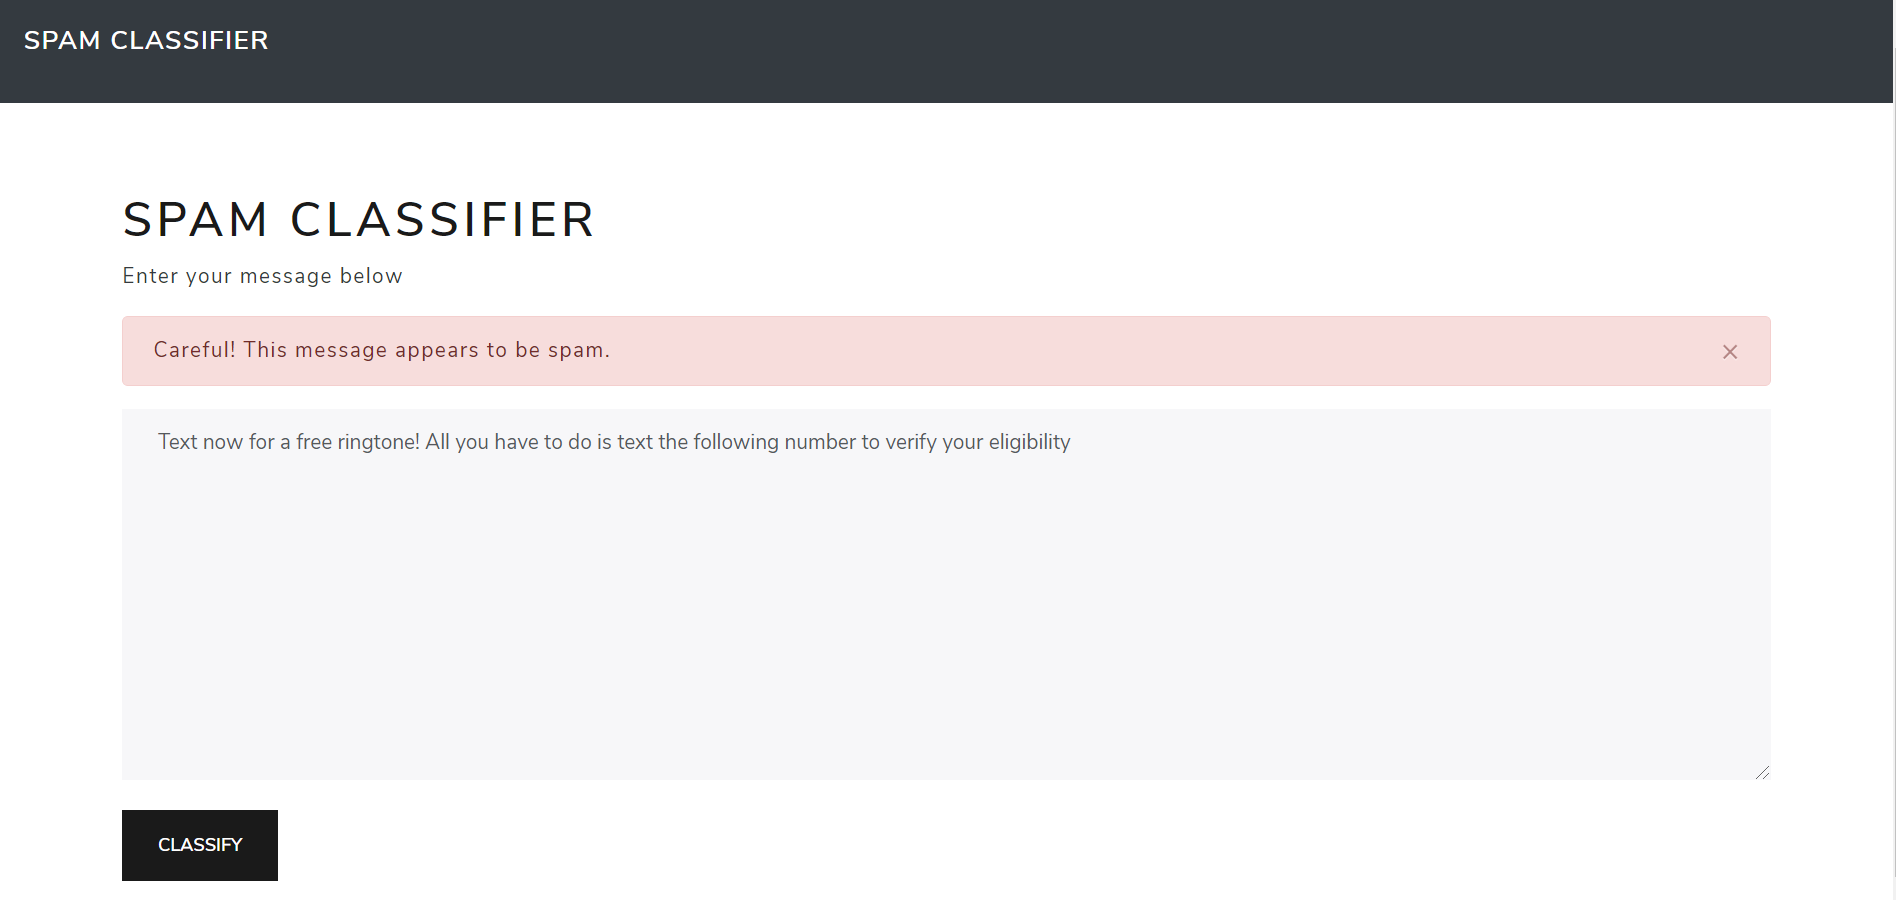 SPAM CLASSIFIER
SPAM CLASSIFIER
Enter your message below
Careful! This message appears to be spam.
Text now for a free ringtone! All you have to do is text the following number to verify your eligibility
CLASSIFY